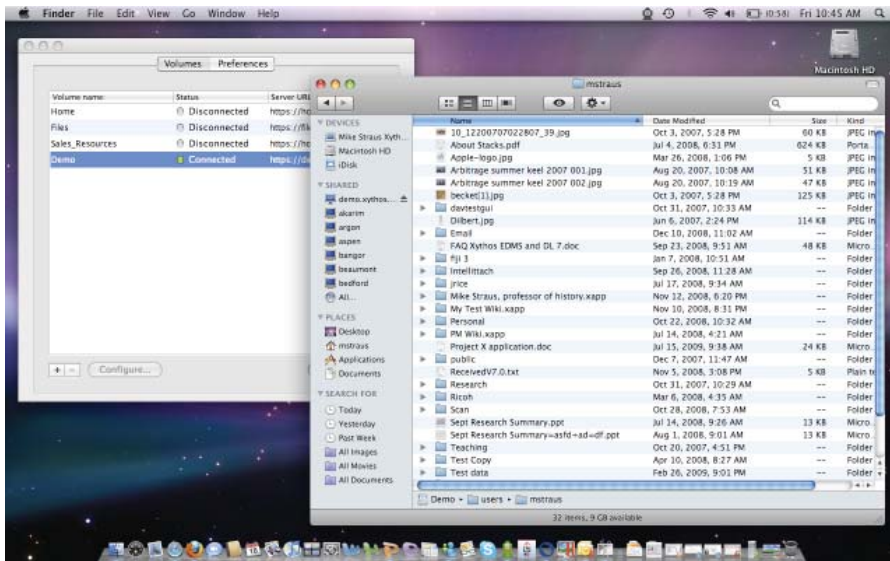 Finder File Edit View Go Window Help (0:58) Fri 10:45 AM
Macintosh HD
Volumes Preferences
Volume name Status Server URL
Home Disconnected
Files Disconnected
Sales_Resources Disconnected
Demo Connected
mstraus
DEVICES
Mike Straus Xyth...
Macintosh HD
iDisk
SHARED
demo.xythos....
akarim
argon
aspen
bangor
beaumont
bedford
All...
PLACES
Desktop
mstraus
Applications
Documents
SEARCH FOR
Today
Yesterday
Past Week
All Images
All Movies
All Documents
Name Date Modified Size Kind
10_12200707022807_39.jpg Oct 3, 2007, 5:28 PM 60 KB JPEG im
About Stacks.pdf Jul 4, 2008, 6:31 PM 624 KB Porta...
Apple-logo.jpg Mar 26, 2008, 1:06 PM 5 KB JPEG im
Arbitrage summer keel 2007 001.jpg Aug 20, 2007, 10:08 AM 51 KB JPEG im
Arbitrage summer keel 2007 002.jpg Aug 20, 2007, 10:19 AM 47 KB JPEG im
becket[1].jpg Oct 3, 2007, 5:28 PM 125 KB JPEG im
davtestgui Oct 31, 2007, 10:33 AM -- Folder
Dilbert.jpg Jun 6, 2007, 2:24 PM 114 KB JPEG im
Email Dec 10, 2008, 11:02 AM -- Folder
FAQ Xythos EDMS and DL 7.doc Sep 23, 2008, 9:51 AM 48 KB Micro...
fiji 3 Jan 7, 2008, 10:51 AM -- Folder
Intellittach Sep 26, 2008, 11:28 AM -- Folder
jrice Jul 17, 2008, 9:34 AM -- Folder
Mike Straus, professor of history.xapp Nov 12, 2008, 6:20 PM -- Folder
My Test Wiki.xapp Nov 10, 2008, 8:31 PM -- Folder
Personal Oct 22, 2008, 10:32 AM -- Folder
PM Wiki.xapp Jul 14, 2008, 4:21 AM -- Folder
Project X application.doc Jul 15, 2009, 9:38 AM 24 KB Micro...
public Dec 7, 2007, 11:47 AM -- Folder
ReceivedV7.0.txt Nov 5, 2008, 3:08 PM 5 KB Plain te
Research Oct 31, 2007, 10:29 AM -- Folder
Ricoh Mar 6, 2008, 4:35 AM -- Folder
Scan Oct 28, 2008, 7:53 AM -- Folder
Sept Research Summary.ppt Jul 14, 2008, 9:26 AM 13 KB Micro...
Sept Research Summary=asfd+ad=df.ppt Aug 1, 2008, 9:01 AM 13 KB Micro...
Teaching Oct 20, 2007, 4:51 PM -- Folder
Test Copy Apr 10, 2008, 8:27 AM -- Folder
Test data Feb 26, 2009, 9:01 PM -- Folder
Demo users mstraus
32 items, 9 GB available
+ - Configure...